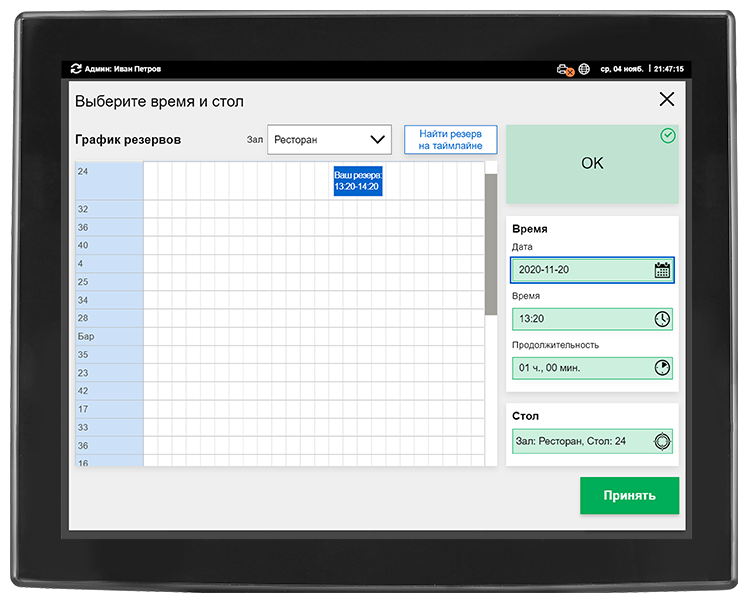 Админ: Иван Петров
ср, 04 нояб. | 21:47:15
Выберите время и стол
График резервов
Зал
Ресторан
Найти резерв
на таймлайне
OK
24
Ваш резерв:
13:20-14:20
32
36
40
4
25
34
28
Бар
35
23
42
17
33
36
16
Время
Дата
2020-11-20
Время
13:20
Продолжительность
01 ч., 00 мин.
Стол
Зал: Ресторан, Стол: 24
Принять